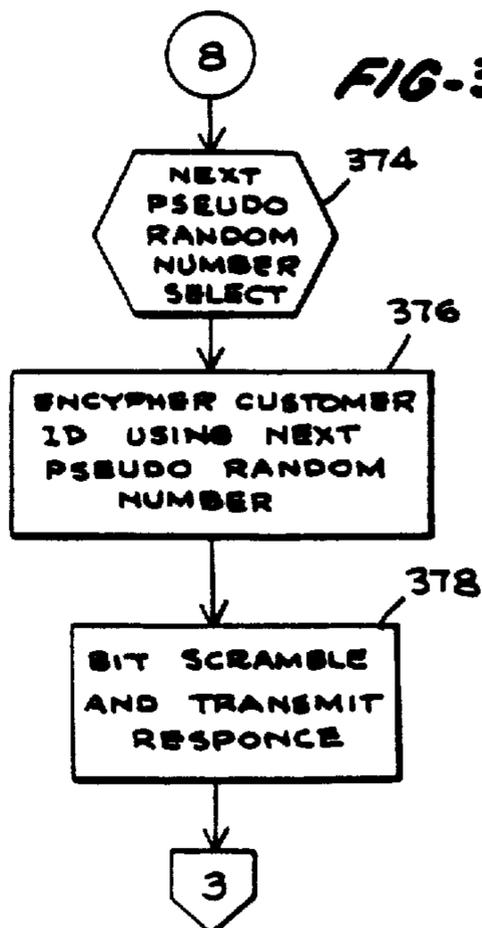 8
FIG-3
374
NEXT
PSEUDO
RANDOM
NUMBER
SELECT
376
ENCYPHER CUSTOMER
ID USING NEXT
PSEUDO RANDOM
NUMBER
378
BIT SCRAMBLE
AND TRANSMIT
RESPONCE
3